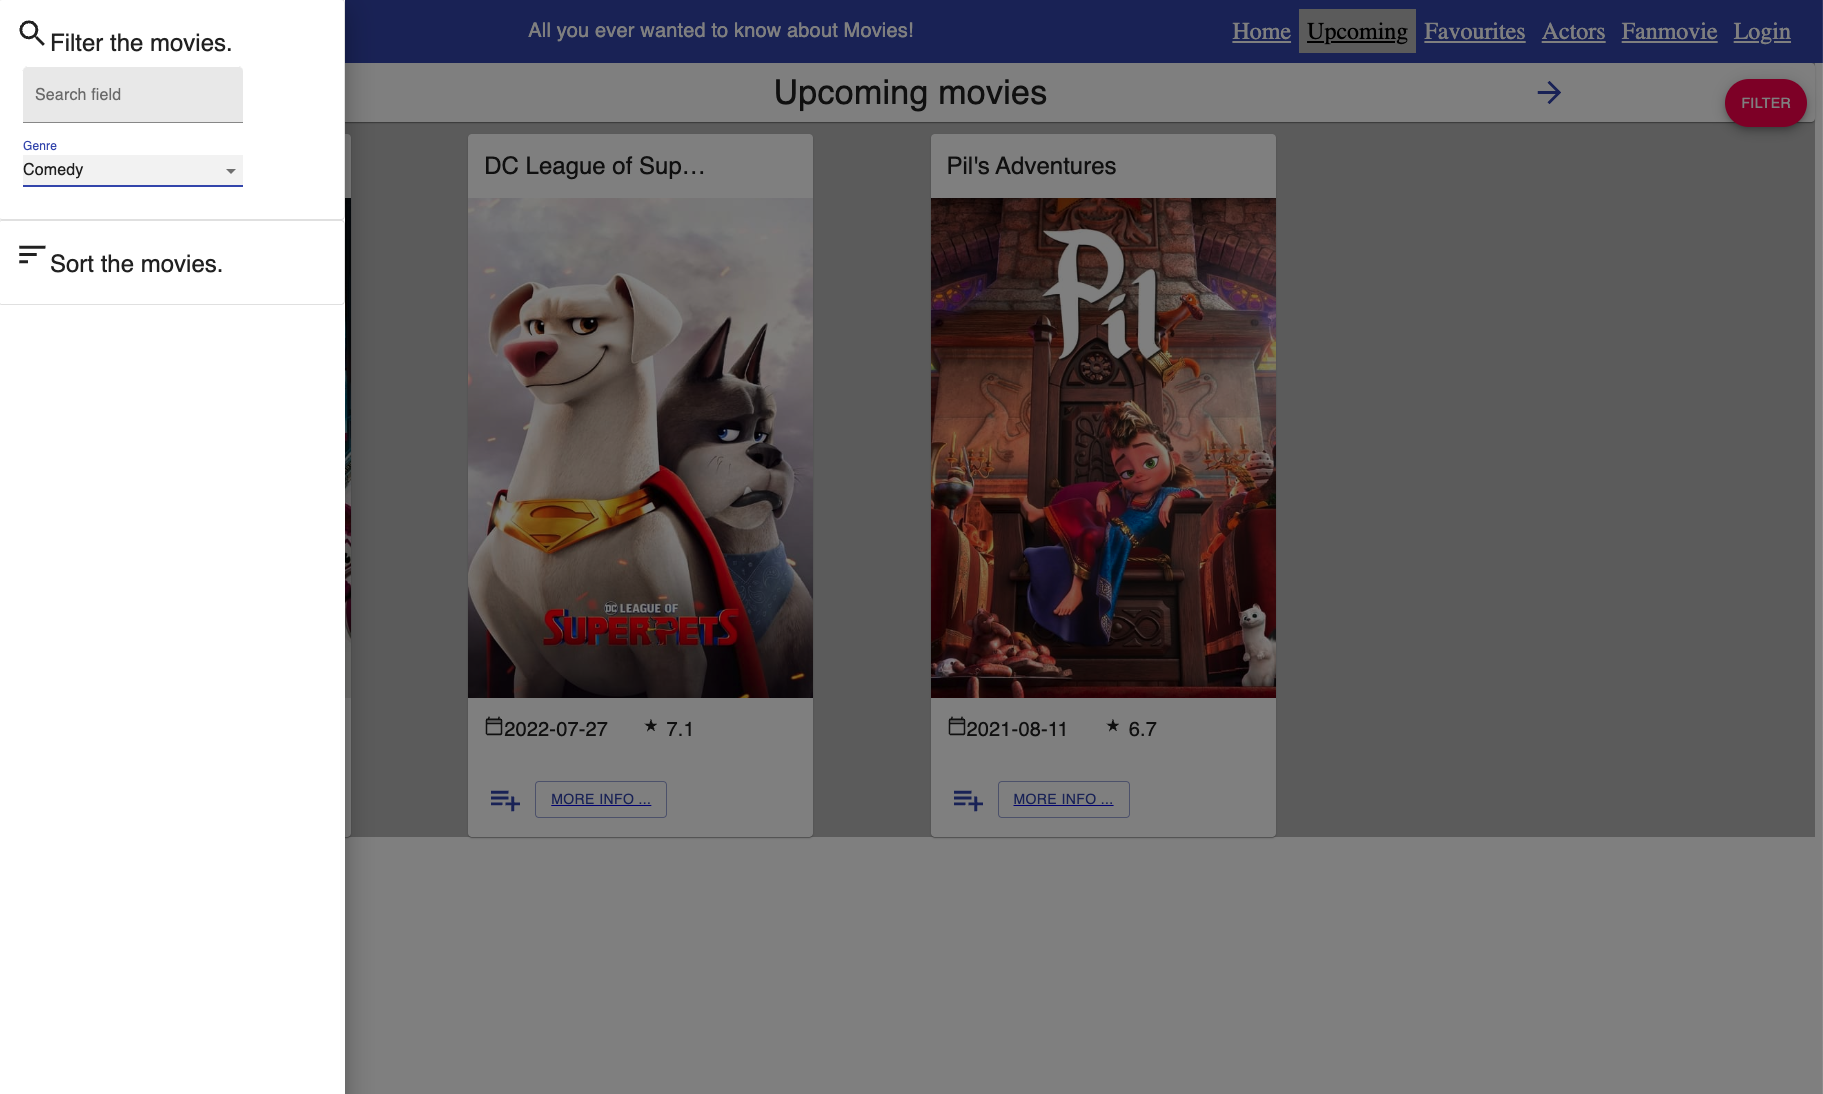 Filter the movies.
Search field
Genre
Comedy
Sort the movies.
All you ever wanted to know about Movies!
Home Upcoming Favourites Actors Fanmovie Login
Upcoming movies
FILTER
DC League of Sup...
DC LEAGUE OF
SUPER-PETS
2022-07-27 7.1
MORE INFO ...
Pil's Adventures
Pil
2021-08-11 6.7
MORE INFO ...